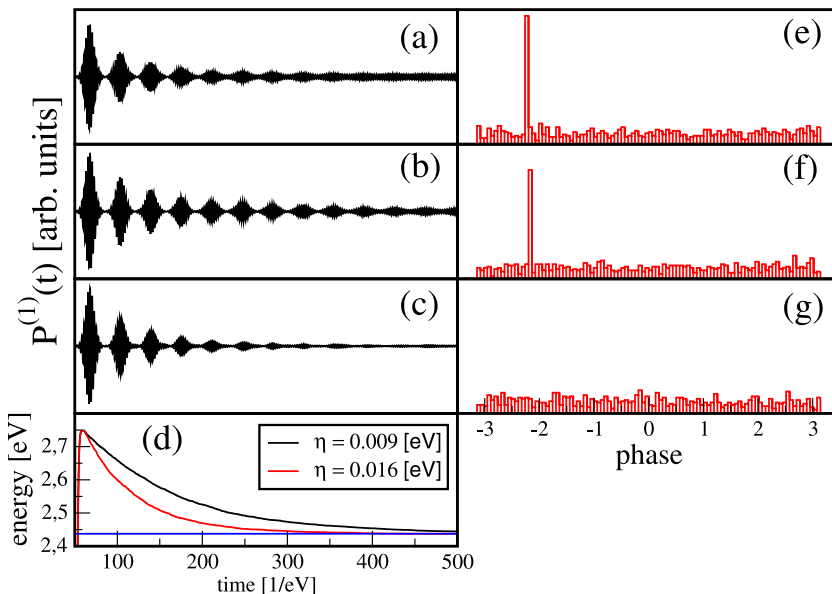 (a)
(e)
(b)
(f)
(c)
(g)
P(1)(t) [arb. units]
-3 -2 -1 0 1 2 3
phase
(d)
η = 0.009 [eV]
η = 0.016 [eV]
energy [eV]
2,7
2,6
2,5
2,4
100 200 300 400 500
time [1/eV]